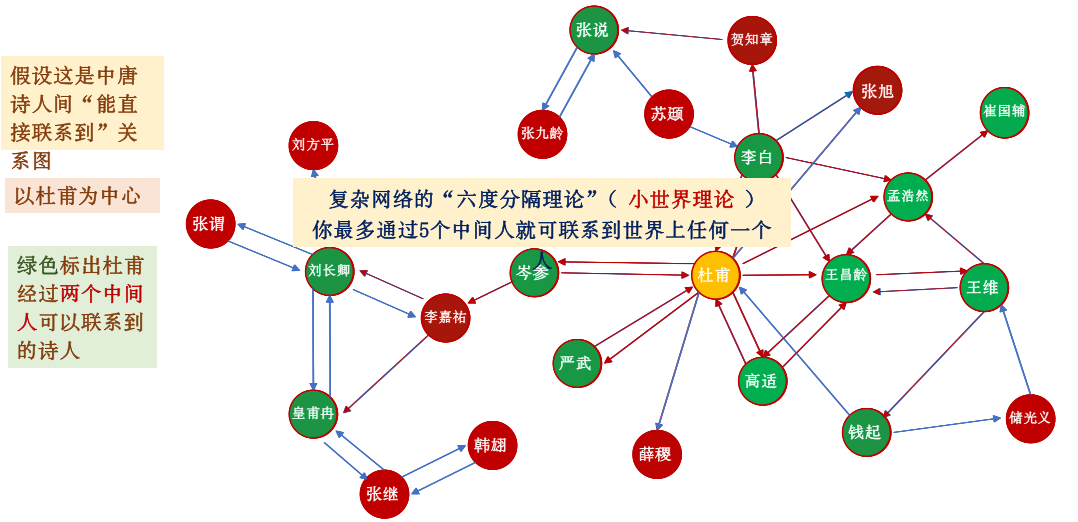 假设这是中唐
诗人间“能直
接联系到”关
系图
以杜甫为中心
绿色标出杜甫
经过两个中间
人可以联系到
的诗人
复杂网络的“六度分隔理论”（ 小世界理论 ）
你最多通过5个中间人就可联系到世界上任何一个
人
张说
贺知章
张旭
崔国辅
苏颋
张九龄
刘方平
李白
孟浩然
张谓
刘长卿
岑参
杜甫
王昌龄
王维
李嘉祐
严武
高适
皇甫冉
钱起
储光义
韩翃
薛稷
张继